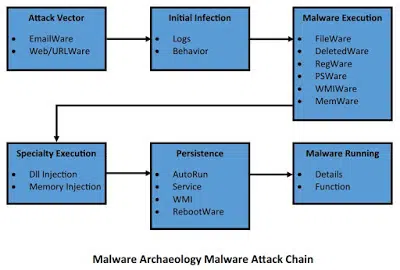 Attack Vector
• EmailWare
• Web/URLWare
Initial Infection
• Logs
• Behavior
Malware Execution
• FileWare
• DeletedWare
• RegWare
• PSWare
• WMIWare
• MemWare
Specialty Execution
• Dll Injection
• Memory Injection
Persistence
• AutoRun
• Service
• WMI
• RebootWare
Malware Running
• Details
• Function
Malware Archaeology Malware Attack Chain